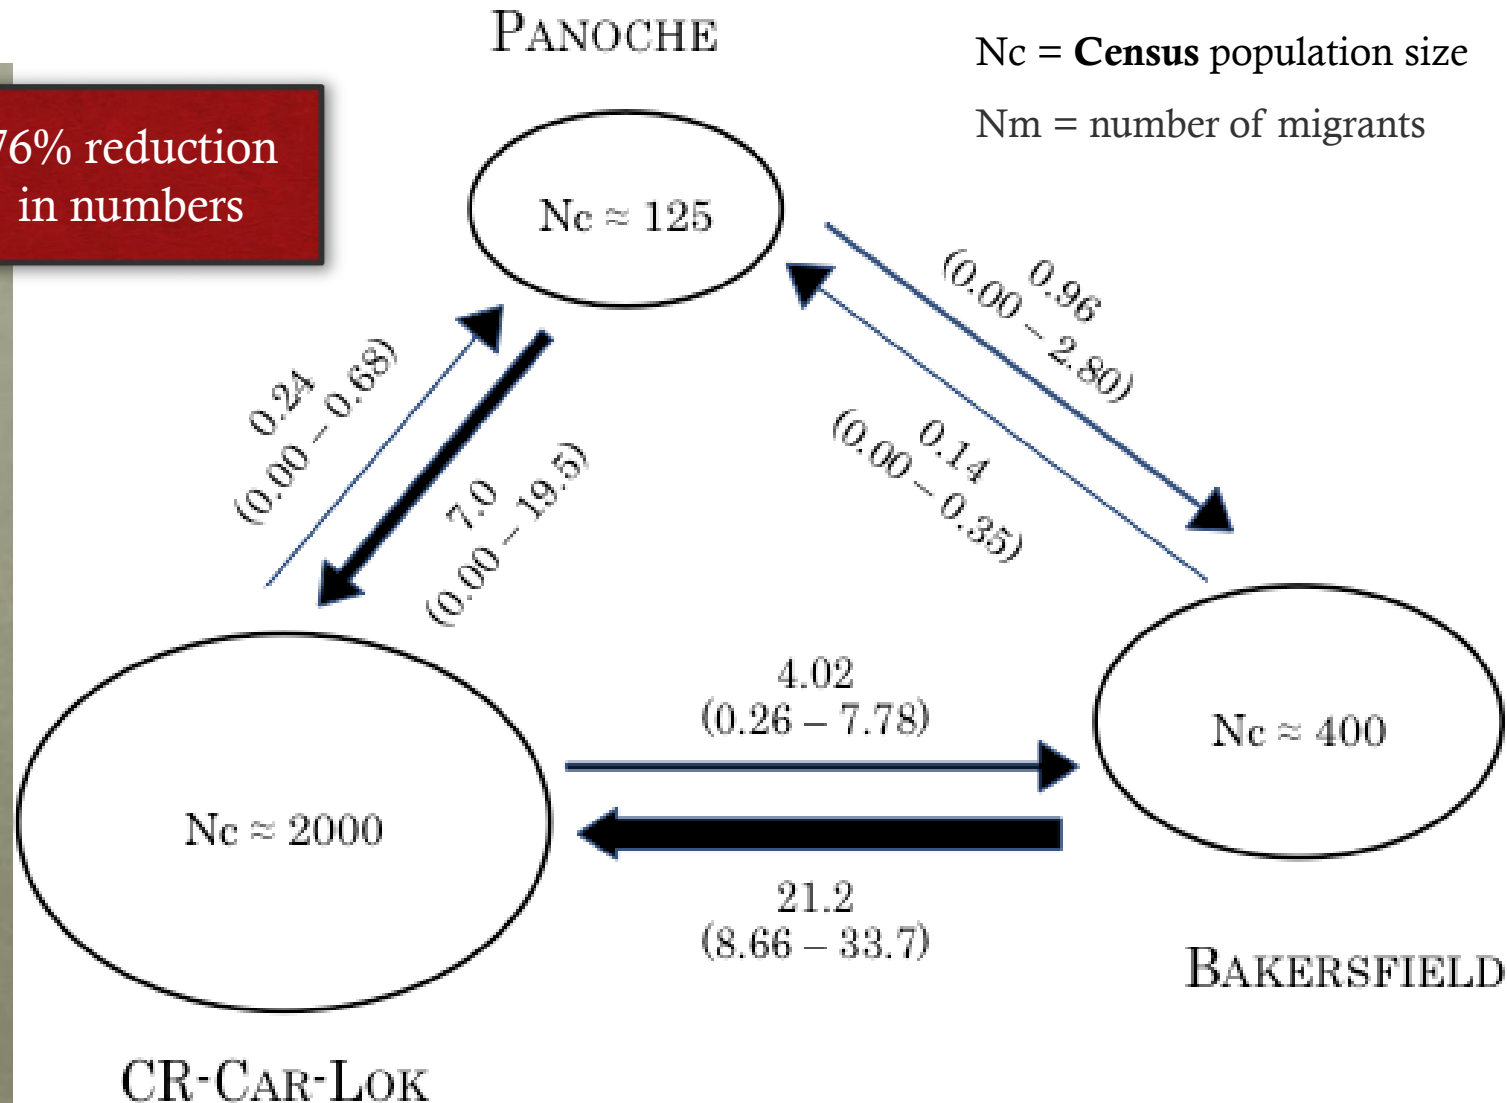 PANOCHE
Nc = Census population size
Nm = number of migrants
76% reduction
in numbers
Nc ≈ 125
0.96
(0.00 – 2.80)
0.14
(0.00 – 0.35)
0.24
(0.00 – 0.68)
7.0
(0.00 – 19.5)
4.02
(0.26 – 7.78)
Nc ≈ 400
Nc ≈ 2000
21.2
(8.66 – 33.7)
BAKERSFIELD
CR-CAR-LOK